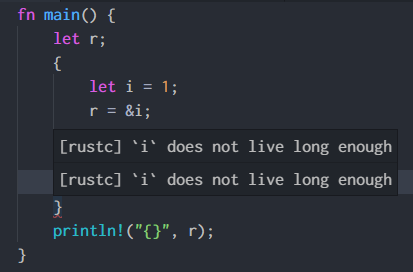 fn main() {
let r;
{
let i = 1;
r = &i;
[rustc] `i` does not live long enough
[rustc] `i` does not live long enough
}
println!("{}", r);
}